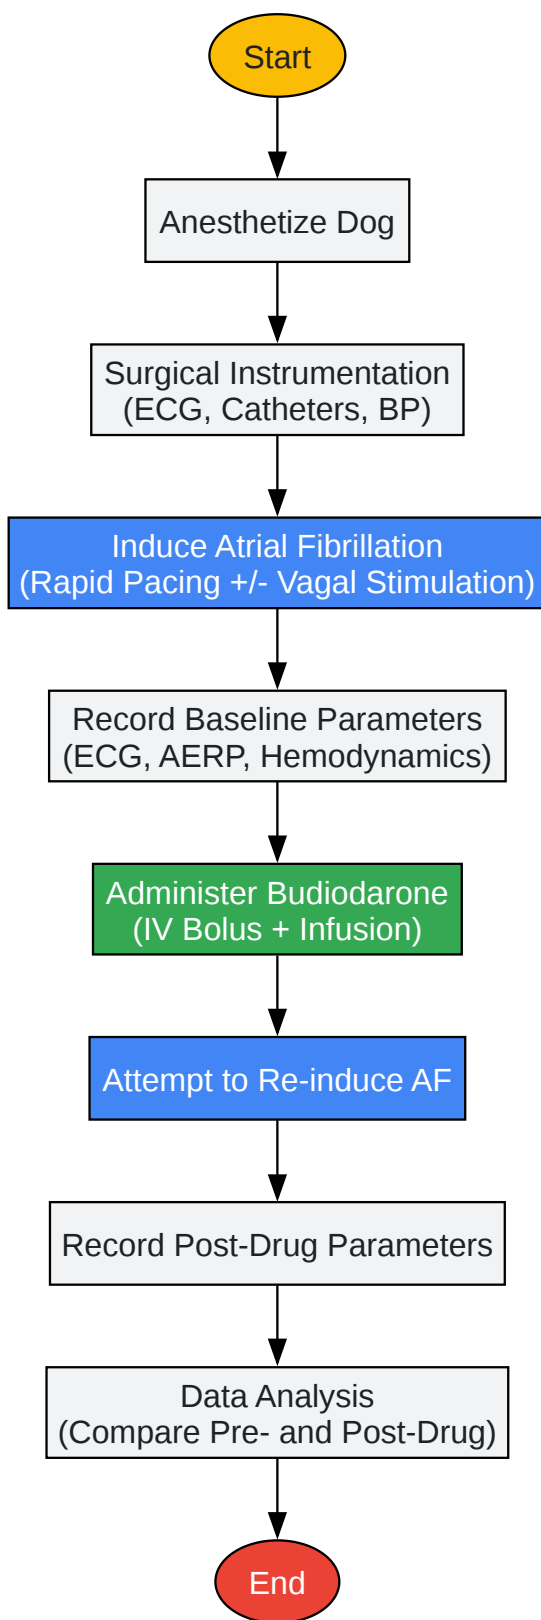 Start
Anesthetize Dog
Surgical Instrumentation
(ECG, Catheters, BP)
Induce Atrial Fibrillation
(Rapid Pacing +/- Vagal Stimulation)
Record Baseline Parameters
(ECG, AERP, Hemodynamics)
Administer Budiodarone
(IV Bolus + Infusion)
Attempt to Re-induce AF
Record Post-Drug Parameters
Data Analysis
(Compare Pre- and Post-Drug)
End